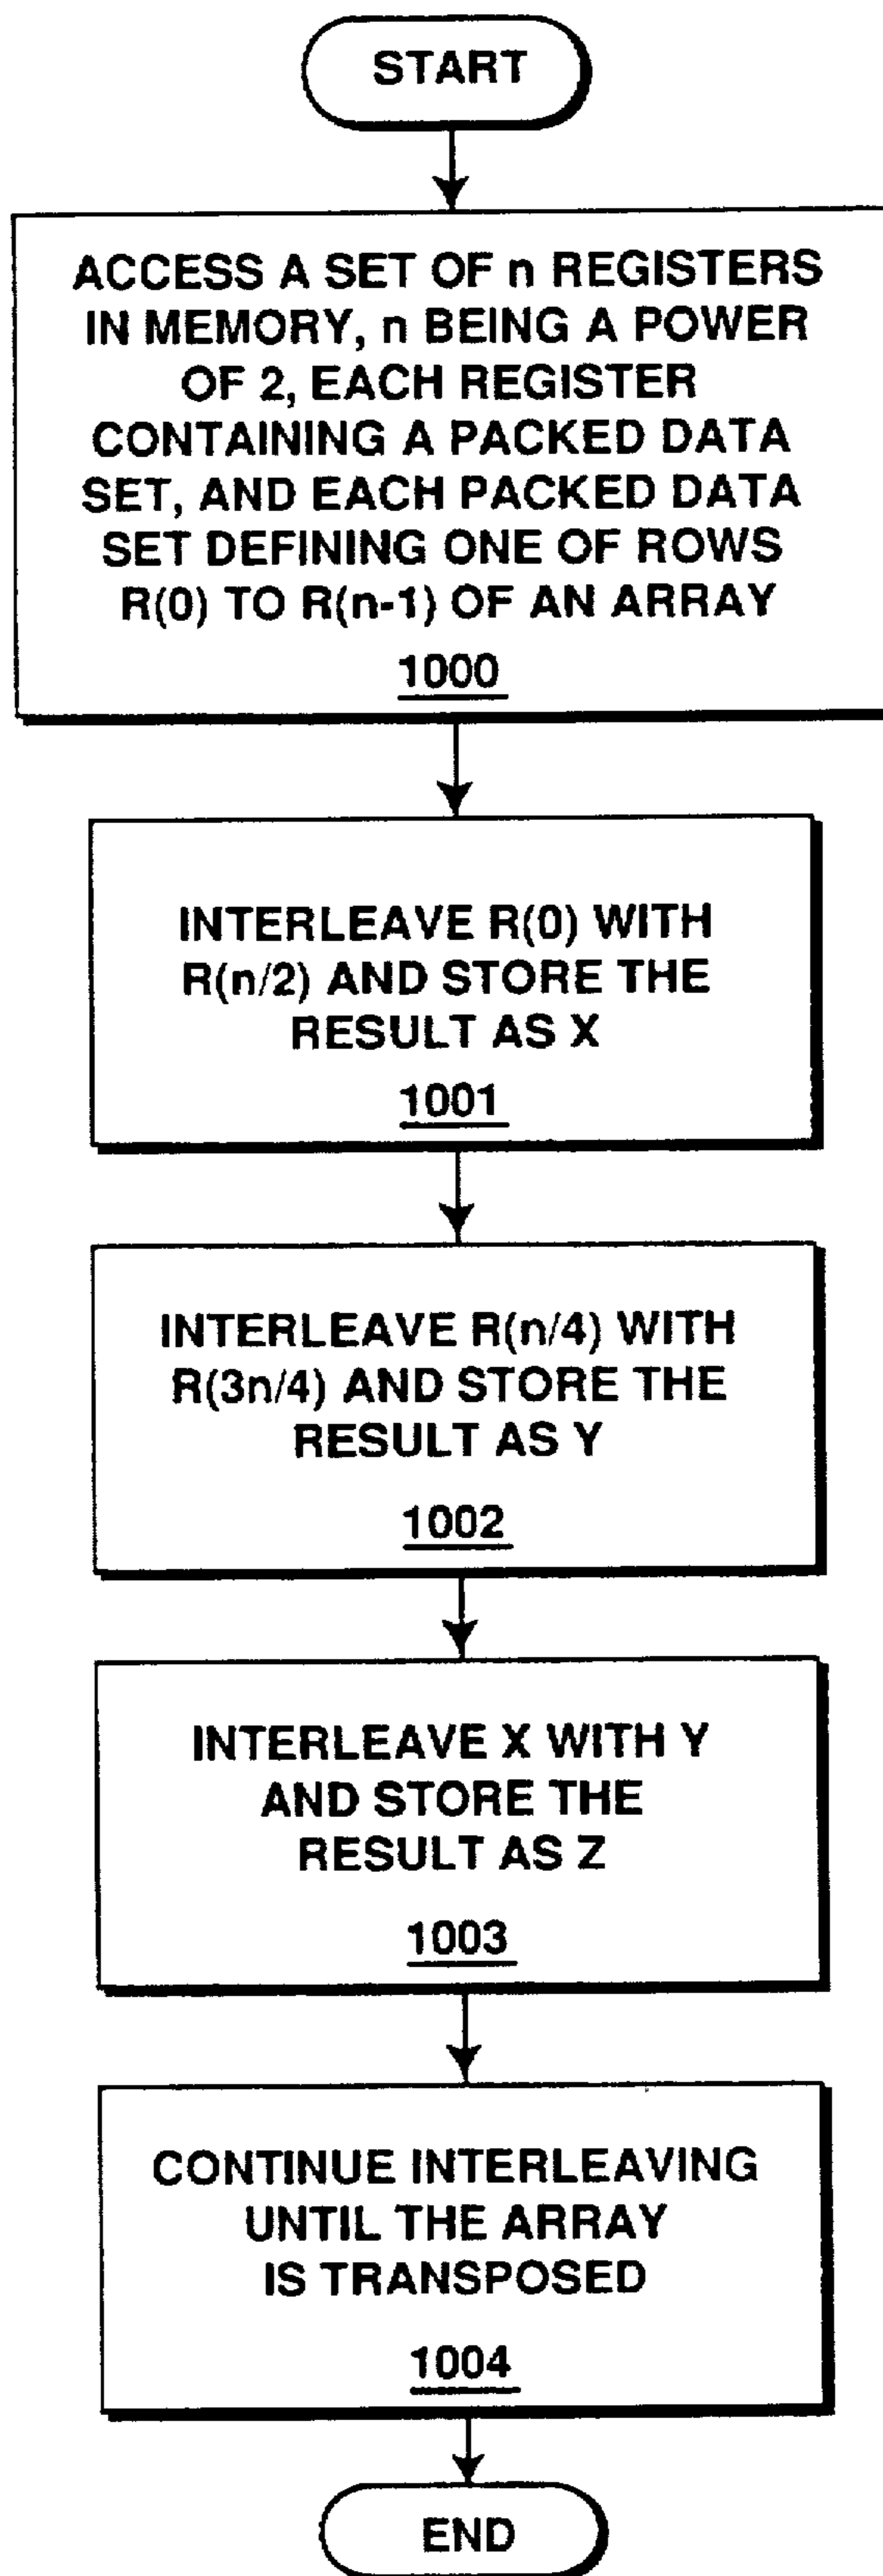 START
ACCESS A SET OF n REGISTERS
IN MEMORY, n BEING A POWER
OF 2, EACH REGISTER
CONTAINING A PACKED DATA
SET, AND EACH PACKED DATA
SET DEFINING ONE OF ROWS
R(0) TO R(n-1) OF AN ARRAY
1000
INTERLEAVE R(0) WITH
R(n/2) AND STORE THE
RESULT AS X
1001
INTERLEAVE R(n/4) WITH
R(3n/4) AND STORE THE
RESULT AS Y
1002
INTERLEAVE X WITH Y
AND STORE THE
RESULT AS Z
1003
CONTINUE INTERLEAVING
UNTIL THE ARRAY
IS TRANSPOSED
1004
END